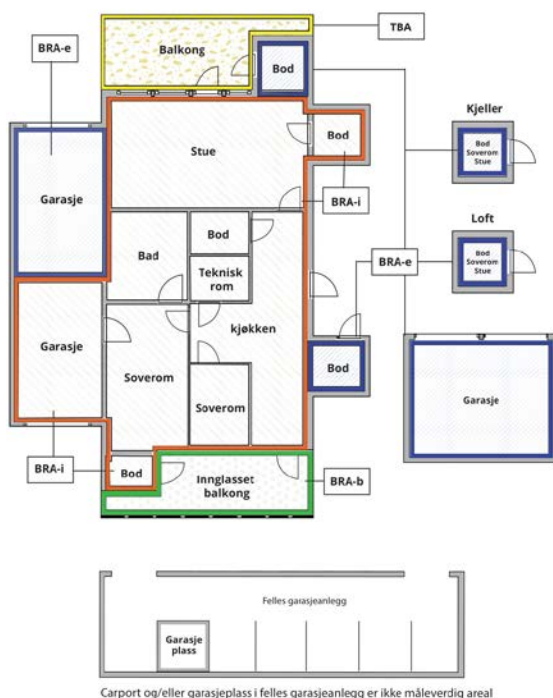 TBA
Balkong
BRA-e
Bod
Kjeller
Bod
Soverom
Stue
Bod
Stue
Garasje
BRA-i
Loft
Bod
Bad
Teknisk
rom
BRA-e
Bod
Soverom
Stue
kjøkken
Garasje
Soverom
Bod
Garasje
Soverom
BRA-i
Bod
Innglasset
balkong
BRA-b
Felles garasjeanlegg
Garasje
plass
Carport og/eller garasjeplass i felles garasjeanlegg er ikke måleverdig areal